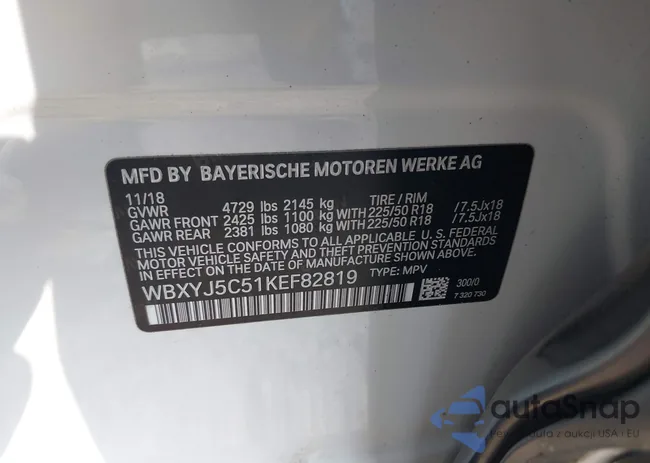 MFD BY BAYERISCHE MOTOREN WERKE AG
11/18 TIRE / RIM
GVWR 4729 lbs 2145 kg
GAWR FRONT 2425 lbs 1100 kg WITH 225/50 R18 /7.5Jx18
GAWR REAR 2381 lbs 1080 kg WITH 225/50 R18 /7.5Jx18
THIS VEHICLE CONFORMS TO ALL APPLICABLE U.S. FEDERAL
MOTOR VEHICLE SAFETY AND THEFT PREVENTION STANDARDS
IN EFFECT ON THE DATE OF MANUFACTURE SHOWN ABOVE.
WBXYJ5C51KEF82819 TYPE: MPV
300/0
7 320 730
autoSnap
z aukcji USA i EU